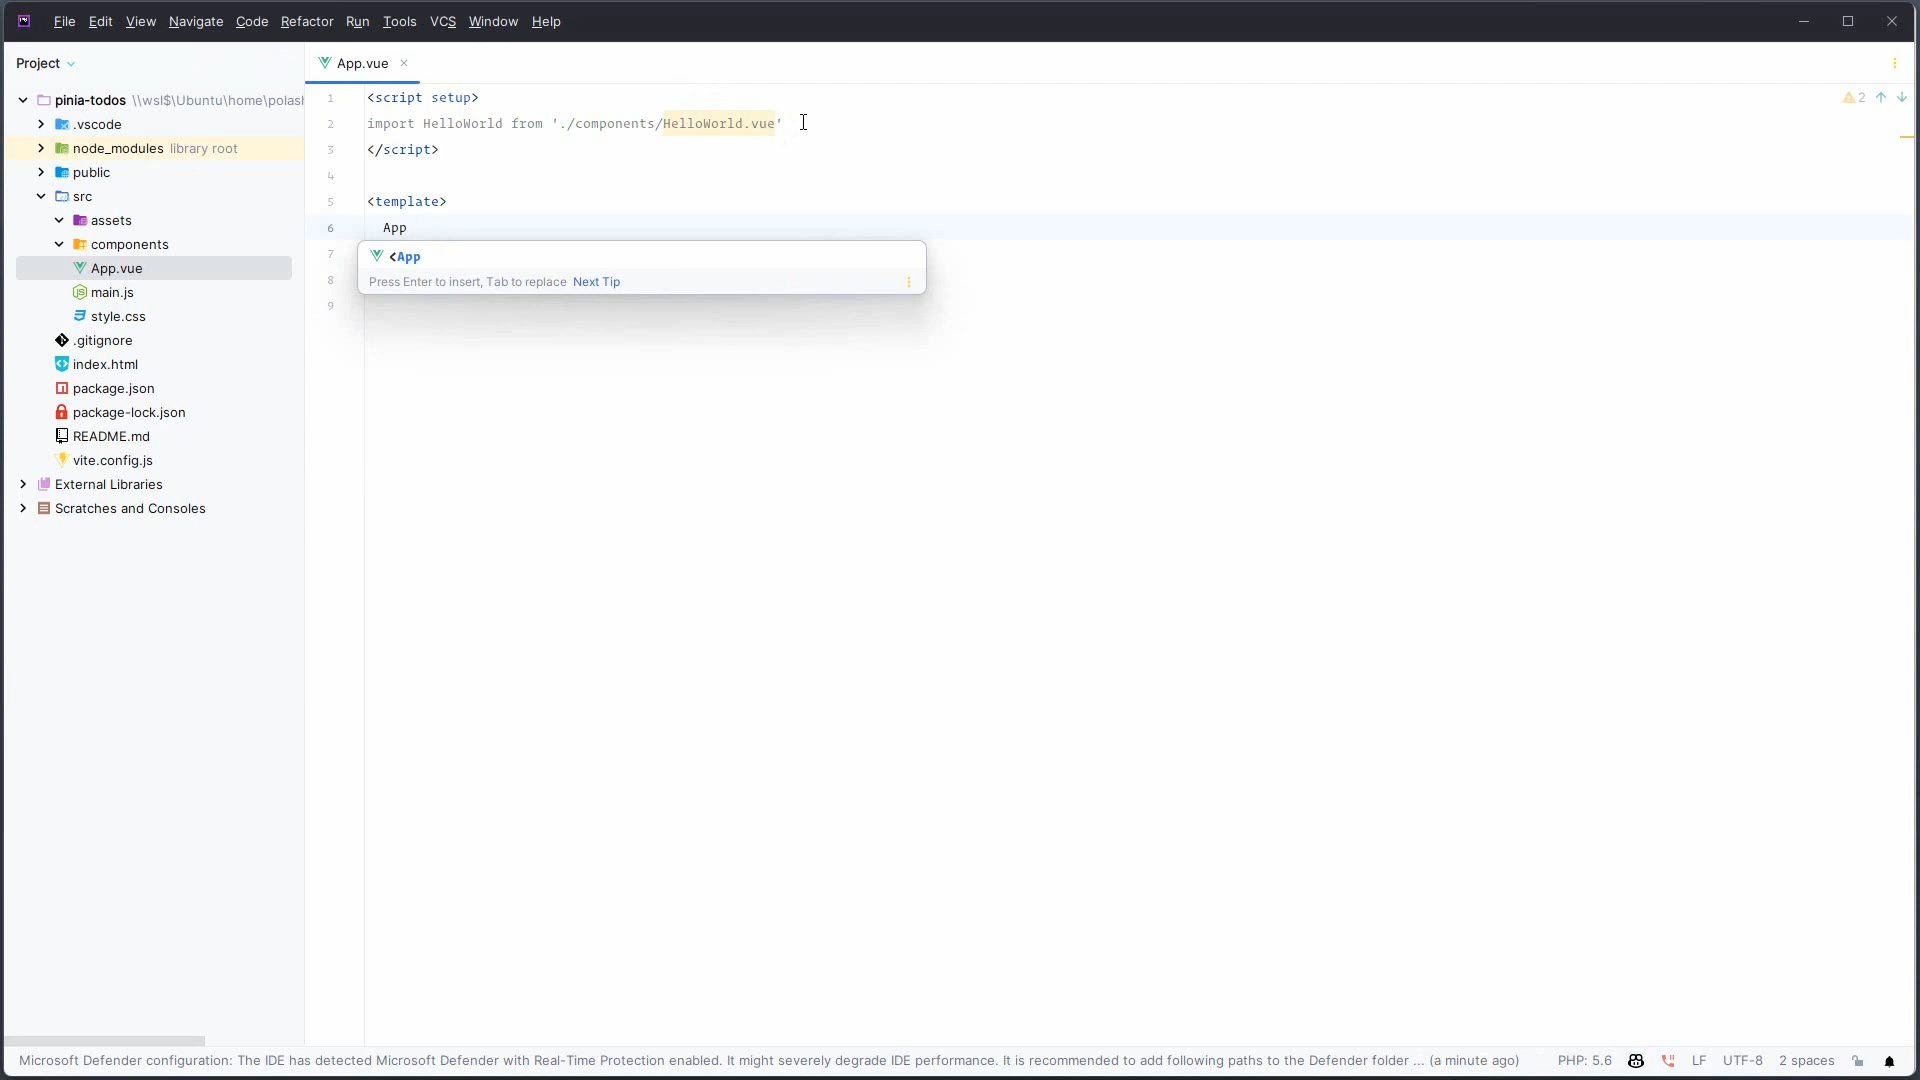 File Edit View Navigate Code Refactor Run Tools VCS Window Help
Project
pinia-todos \\wsl$\Ubuntu\home\polash
.vscode
node_modules library root
public
src
assets
components
App.vue
main.js
style.css
.gitignore
index.html
package.json
package-lock.json
README.md
vite.config.js
External Libraries
Scratches and Consoles
App.vue
1 <script setup>
2 import HelloWorld from './components/HelloWorld.vue'
3 </script>
4
5 <template>
6 App
7
8
9
<App
Press Enter to insert, Tab to replace Next Tip
2
Microsoft Defender configuration: The IDE has detected Microsoft Defender with Real-Time Protection enabled. It might severely degrade IDE performance. It is recommended to add following paths to the Defender folder ... (a minute ago)
PHP: 5.6 LF UTF-8 2 spaces